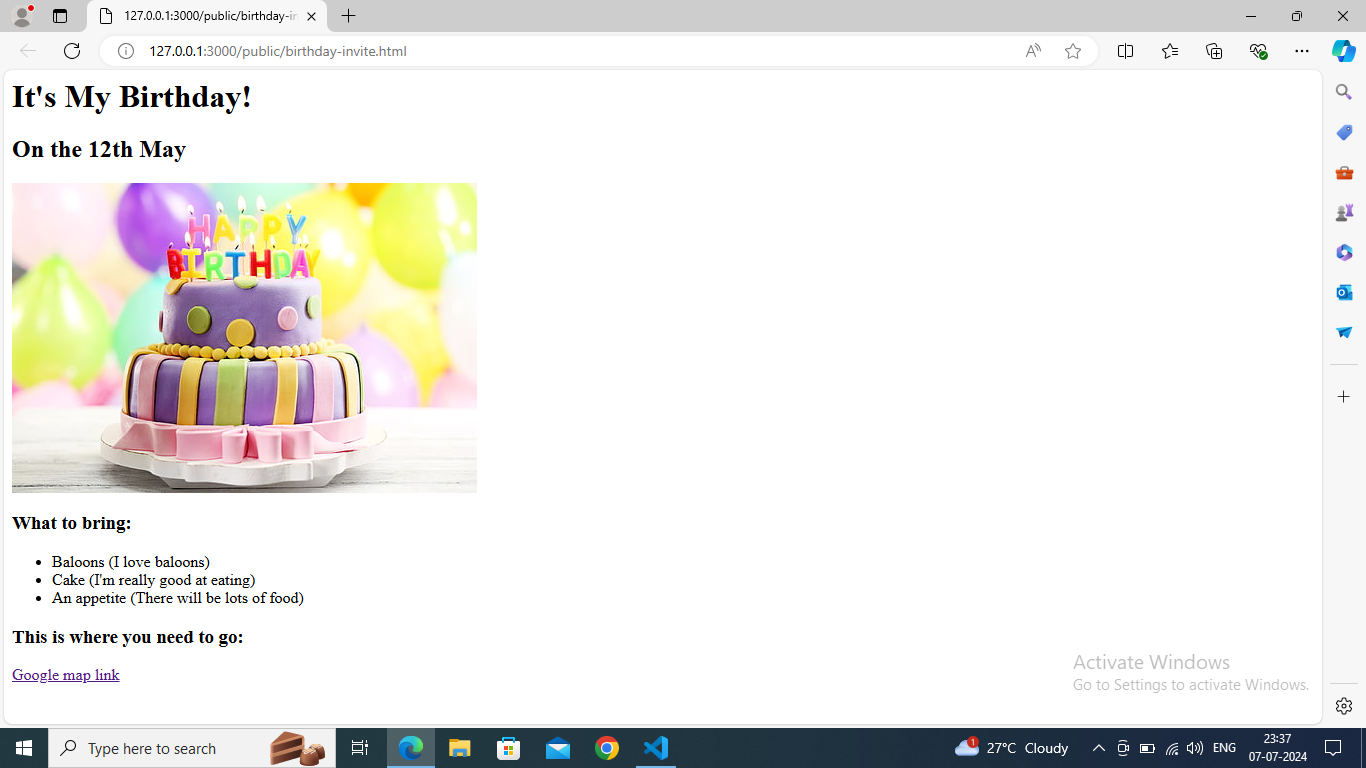 127.0.0.1:3000/public/birthday-in
127.0.0.1:3000/public/birthday-invite.html
It's My Birthday!
On the 12th May
HAPPY
BIRTHDAY
What to bring:
Baloons (I love baloons)
Cake (I'm really good at eating)
An appetite (There will be lots of food)
This is where you need to go:
Google map link
Activate Windows
Go to Settings to activate Windows.
Type here to search
1
27°C Cloudy
ENG
23:37
07-07-2024